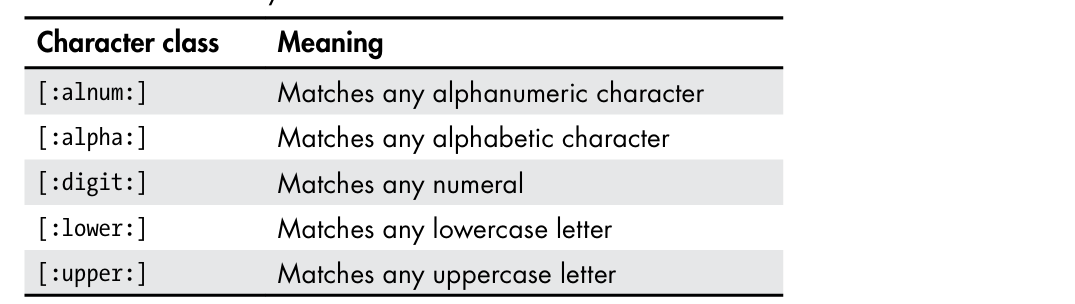 Character class Meaning
[:alnum:] Matches any alphanumeric character
[:alpha:] Matches any alphabetic character
[:digit:] Matches any numeral
[:lower:] Matches any lowercase letter
[:upper:] Matches any uppercase letter